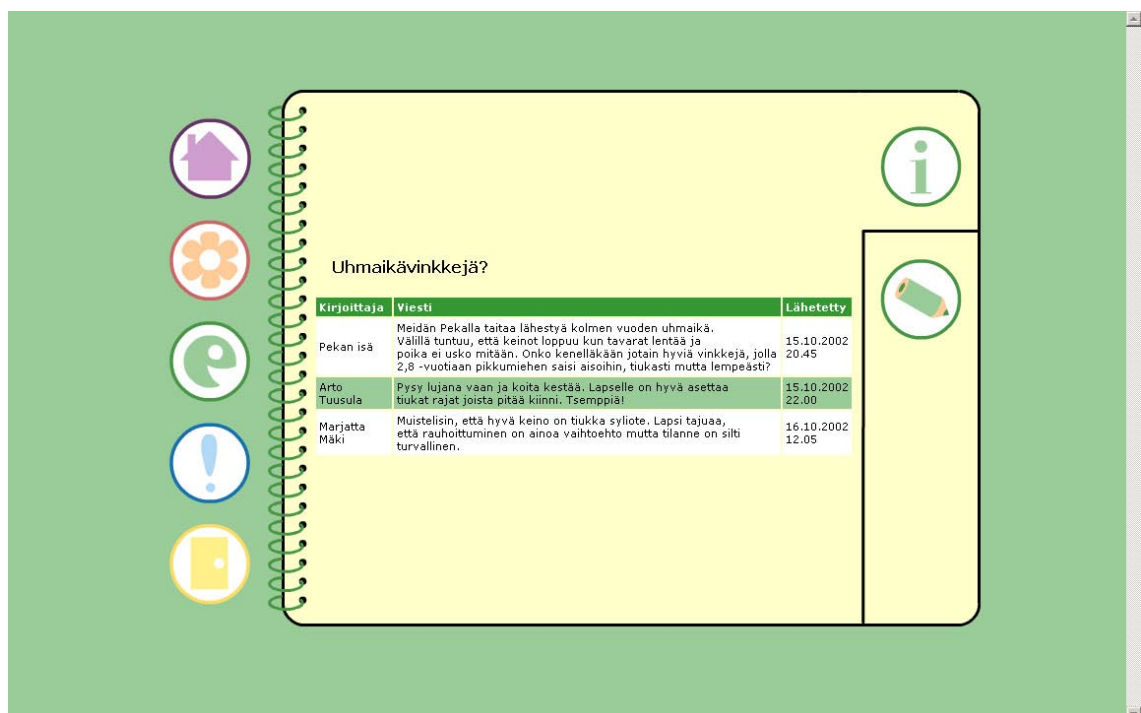 Uhmaikävinkkejä?
Kirjoittaja Viesti Lähetetty
Pekan isä
Meidän Pekalla taitaa lähestyä kolmen vuoden uhmaikä.
Välillä tuntuu, että keinot loppuu kun tavarat lentää ja
poika ei usko mitään. Onko kenelläkään jotain hyviä vinkkejä, jolla
2,8 -vuotiaan pikkumiehen saisi aisoihin, tiukasti mutta lempeästi?
15.10.2002
20.45
Arto
Tuusula
Pysy lujana vaan ja koita kestää. Lapselle on hyvä asettaa
tiukat rajat joista pitää kiinni. Tsemppiä!
15.10.2002
22.00
Marjatta
Mäki
Muistelisin, että hyvä keino on tiukka syliote. Lapsi tajuaa,
että rauhoittuminen on ainoa vaihtoehto mutta tilanne on silti
turvallinen.
16.10.2002
12.05